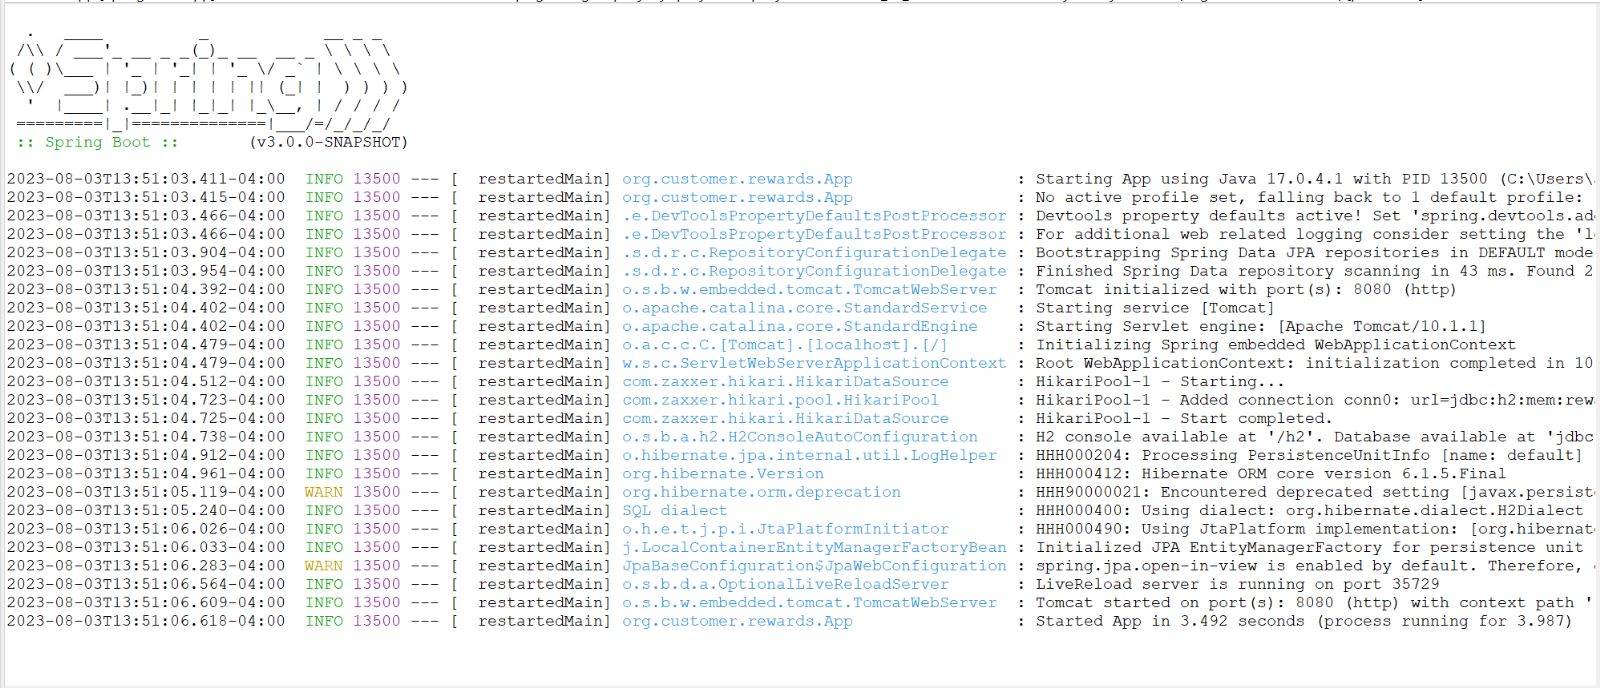 .   ____          _            __ _ _
 /\\ / ___'_ __ _ _(_)_ __  __ _ \ \ \ \
( ( )\___ | '_ | '_| | '_ \/ _` | \ \ \ \
 \\/  ___)| |_)| | | | | || (_| |  ) ) ) )
  '  |____| .__|_| |_|_| |_\__, | / / / /
 =========|_|==============|___/=/_/_/_/
 :: Spring Boot ::       (v3.0.0-SNAPSHOT)
2023-08-03T13:51:03.411-04:00  INFO 13500 --- [  restartedMain] org.customer.rewards.App                 : Starting App using Java 17.0.4.1 with PID 13500 (C:\Users\
2023-08-03T13:51:03.415-04:00  INFO 13500 --- [  restartedMain] org.customer.rewards.App                 : No active profile set, falling back to 1 default profile:
2023-08-03T13:51:03.466-04:00  INFO 13500 --- [  restartedMain] .e.DevToolsPropertyDefaultsPostProcessor : Devtools property defaults active! Set 'spring.devtools.ad
2023-08-03T13:51:03.466-04:00  INFO 13500 --- [  restartedMain] .e.DevToolsPropertyDefaultsPostProcessor : For additional web related logging consider setting the 'l
2023-08-03T13:51:03.904-04:00  INFO 13500 --- [  restartedMain] .s.d.r.c.RepositoryConfigurationDelegate : Bootstrapping Spring Data JPA repositories in DEFAULT mode
2023-08-03T13:51:03.954-04:00  INFO 13500 --- [  restartedMain] .s.d.r.c.RepositoryConfigurationDelegate : Finished Spring Data repository scanning in 43 ms. Found 2
2023-08-03T13:51:04.392-04:00  INFO 13500 --- [  restartedMain] o.s.b.w.embedded.tomcat.TomcatWebServer  : Tomcat initialized with port(s): 8080 (http)
2023-08-03T13:51:04.402-04:00  INFO 13500 --- [  restartedMain] o.apache.catalina.core.StandardService   : Starting service [Tomcat]
2023-08-03T13:51:04.402-04:00  INFO 13500 --- [  restartedMain] o.apache.catalina.core.StandardEngine    : Starting Servlet engine: [Apache Tomcat/10.1.1]
2023-08-03T13:51:04.479-04:00  INFO 13500 --- [  restartedMain] o.a.c.c.C.[Tomcat].[localhost].[/]       : Initializing Spring embedded WebApplicationContext
2023-08-03T13:51:04.479-04:00  INFO 13500 --- [  restartedMain] w.s.c.ServletWebServerApplicationContext : Root WebApplicationContext: initialization completed in 10
2023-08-03T13:51:04.512-04:00  INFO 13500 --- [  restartedMain] com.zaxxer.hikari.HikariDataSource       : HikariPool-1 - Starting...
2023-08-03T13:51:04.723-04:00  INFO 13500 --- [  restartedMain] com.zaxxer.hikari.pool.HikariPool        : HikariPool-1 - Added connection conn0: url=jdbc:h2:mem:rew
2023-08-03T13:51:04.725-04:00  INFO 13500 --- [  restartedMain] com.zaxxer.hikari.HikariDataSource       : HikariPool-1 - Start completed.
2023-08-03T13:51:04.738-04:00  INFO 13500 --- [  restartedMain] o.s.b.a.h2.H2ConsoleAutoConfiguration    : H2 console available at '/h2'. Database available at 'jdbc
2023-08-03T13:51:04.912-04:00  INFO 13500 --- [  restartedMain] o.hibernate.jpa.internal.util.LogHelper  : HHH000204: Processing PersistenceUnitInfo [name: default]
2023-08-03T13:51:04.961-04:00  INFO 13500 --- [  restartedMain] org.hibernate.Version                    : HHH000412: Hibernate ORM core version 6.1.5.Final
2023-08-03T13:51:05.119-04:00  WARN 13500 --- [  restartedMain] org.hibernate.orm.deprecation            : HHH90000021: Encountered deprecated setting [javax.persist
2023-08-03T13:51:05.240-04:00  INFO 13500 --- [  restartedMain] SQL dialect                              : HHH000400: Using dialect: org.hibernate.dialect.H2Dialect
2023-08-03T13:51:06.026-04:00  INFO 13500 --- [  restartedMain] o.h.e.t.j.p.i.JtaPlatformInitiator       : HHH000490: Using JtaPlatform implementation: [org.hibernat
2023-08-03T13:51:06.033-04:00  INFO 13500 --- [  restartedMain] j.LocalContainerEntityManagerFactoryBean : Initialized JPA EntityManagerFactory for persistence unit
2023-08-03T13:51:06.283-04:00  WARN 13500 --- [  restartedMain] JpaBaseConfiguration$JpaWebConfiguration : spring.jpa.open-in-view is enabled by default. Therefore,
2023-08-03T13:51:06.564-04:00  INFO 13500 --- [  restartedMain] o.s.b.d.a.OptionalLiveReloadServer       : LiveReload server is running on port 35729
2023-08-03T13:51:06.609-04:00  INFO 13500 --- [  restartedMain] o.s.b.w.embedded.tomcat.TomcatWebServer  : Tomcat started on port(s): 8080 (http) with context path '
2023-08-03T13:51:06.618-04:00  INFO 13500 --- [  restartedMain] org.customer.rewards.App                 : Started App in 3.492 seconds (process running for 3.987)